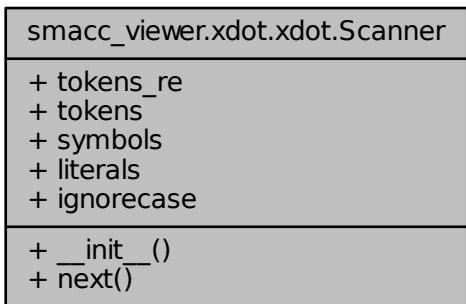 smacc_viewer.xdot.xdot.Scanner
+ tokens_re
+ tokens
+ symbols
+ literals
+ ignorecase
+ __init__()
+ next()